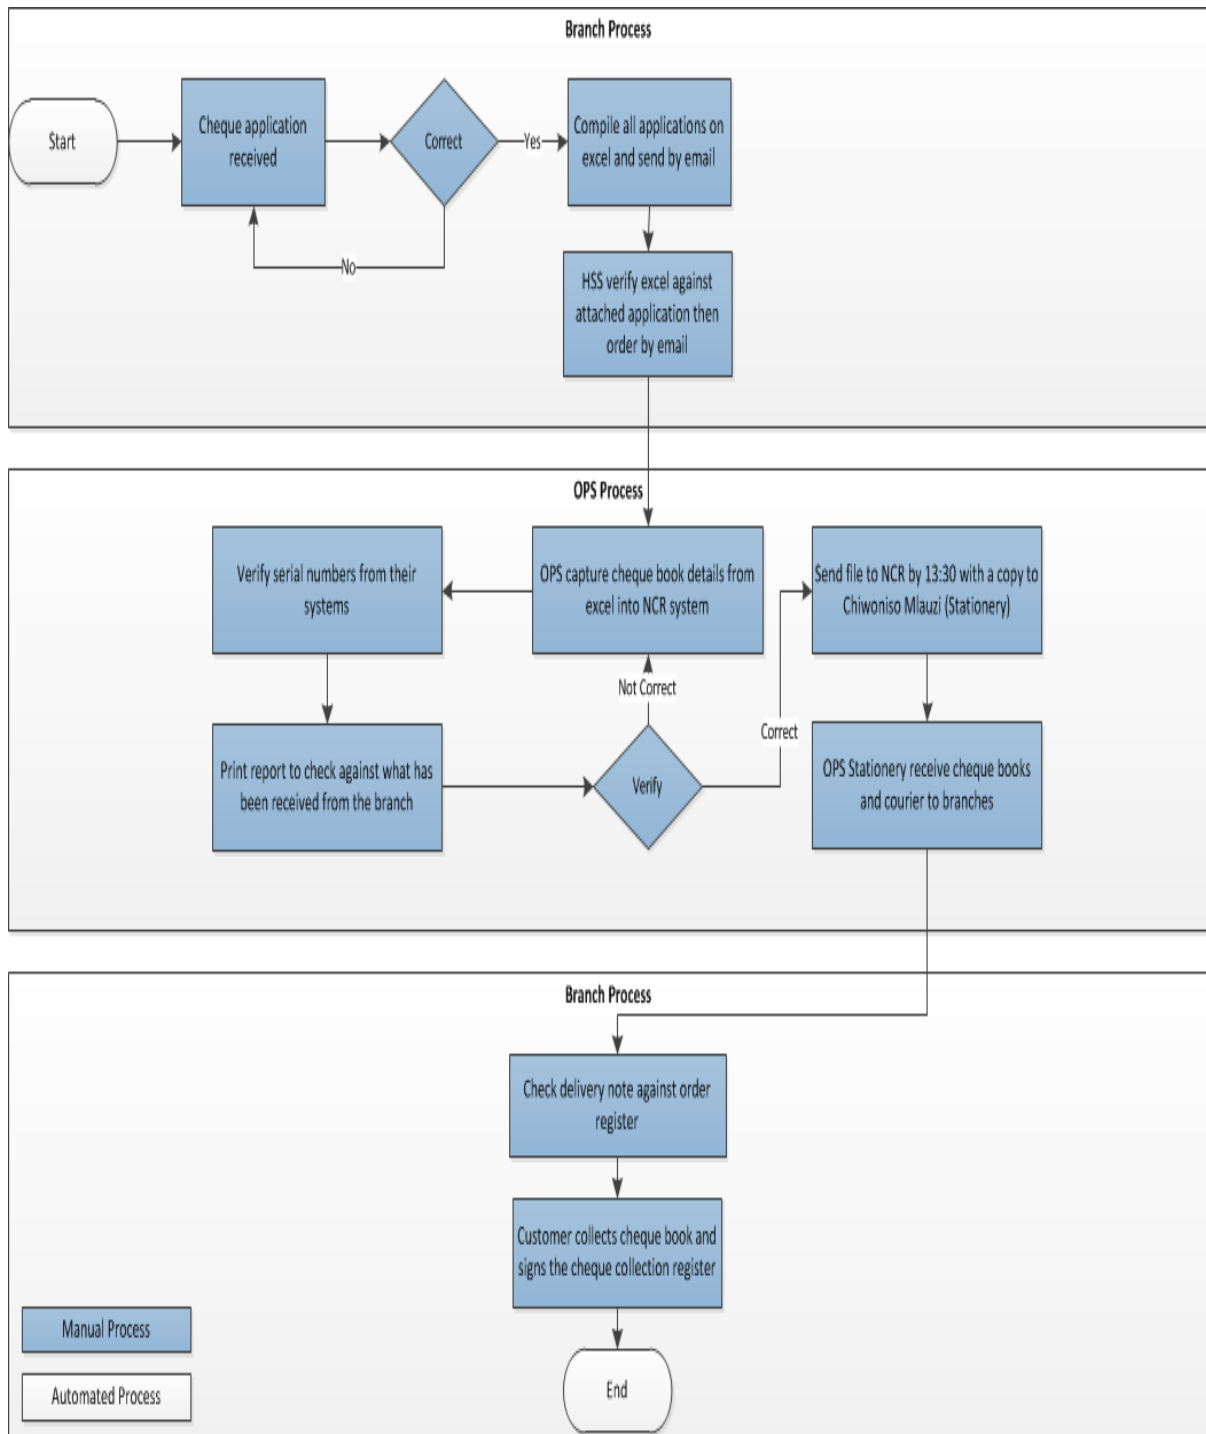 Branch Process
Start
Cheque application
received
Correct
Yes
Compile all applications on
excel and send by email
No
HSS verify excel against
attached application then
order by email
OPS Process
Verify serial numbers from their
systems
OPS capture cheque book details from
excel into NCR system
Send file to NCR by 13:30 with a copy to
Chiwoniso Mlauzi (Stationery)
Not Correct
Correct
Print report to check against what has
been received from the branch
Verify
OPS Stationery receive cheque books
and courier to branches
Branch Process
Check delivery note against order
register
Customer collects cheque book and
signs the cheque collection register
Manual Process
Automated Process
End